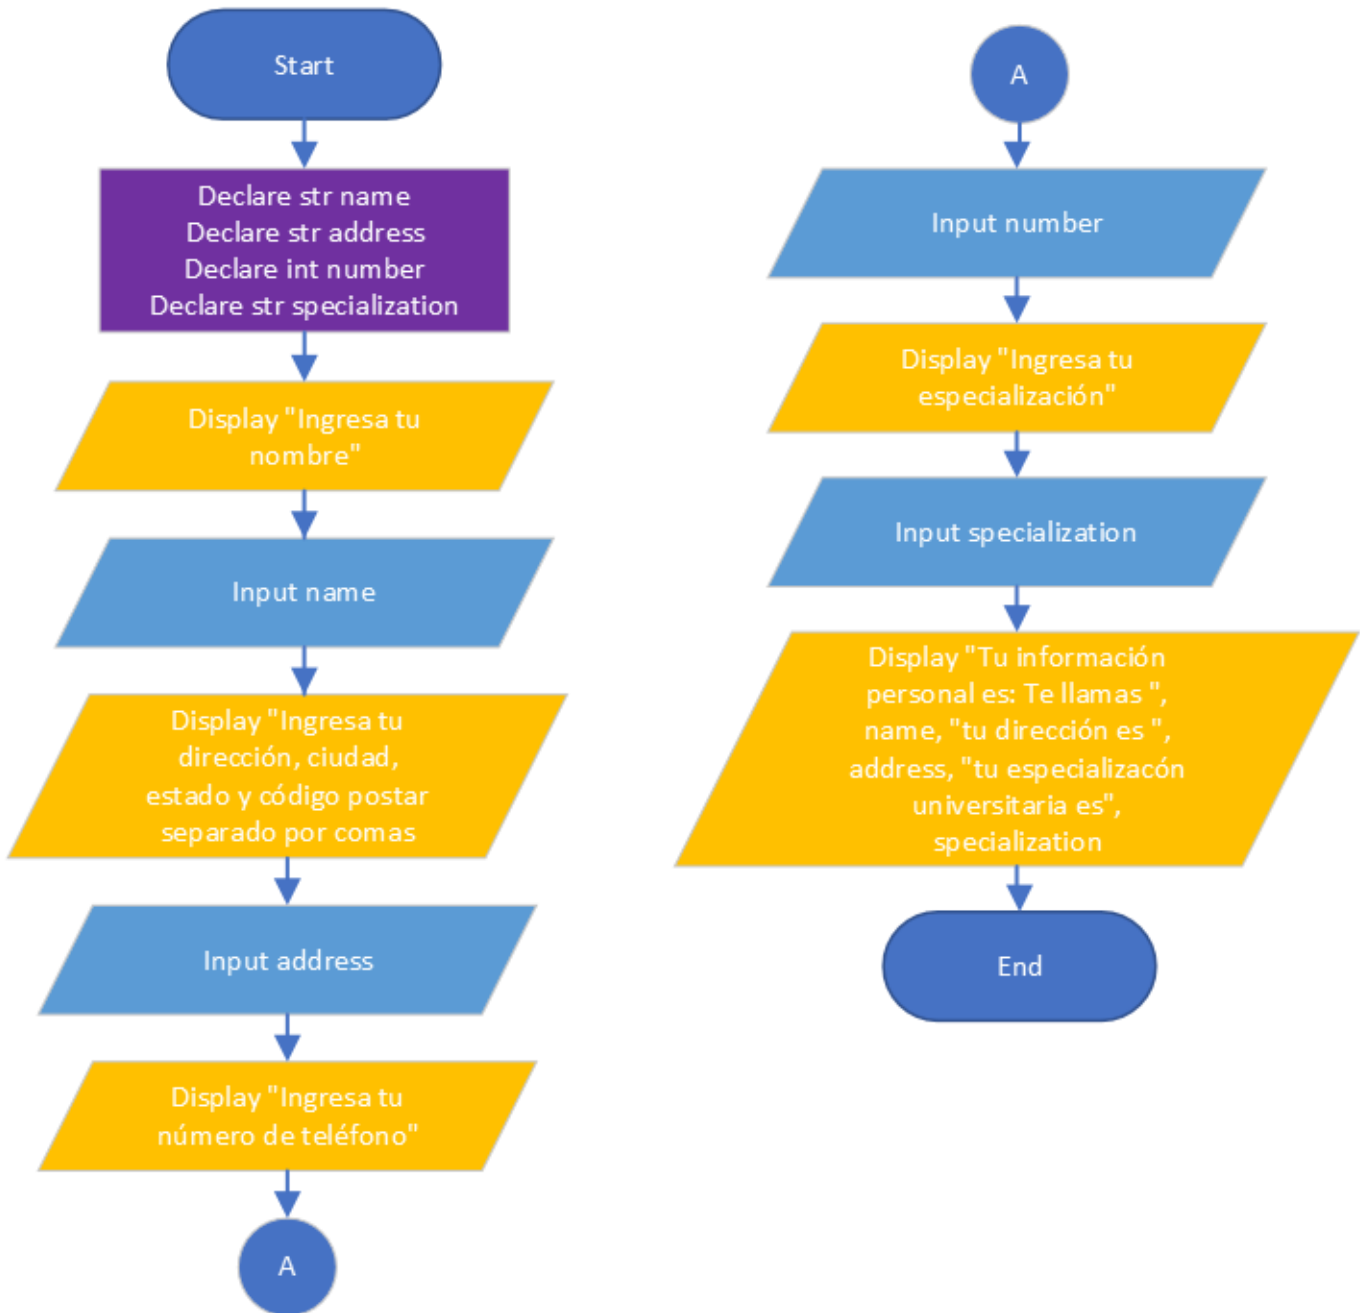 Start
Declare str name
Declare str address
Declare int number
Declare str specialization
Display "Ingresa tu
nombre"
Input name
Display "Ingresa tu
dirección, ciudad,
estado y código postar
separado por comas
Input address
Display "Ingresa tu
número de teléfono"
A
A
Input number
Display "Ingresa tu
especialización"
Input specialization
Display "Tu información
personal es: Te llamas ",
name, "tu dirección es ",
address, "tu especializacón
universitaria es",
specialization
End